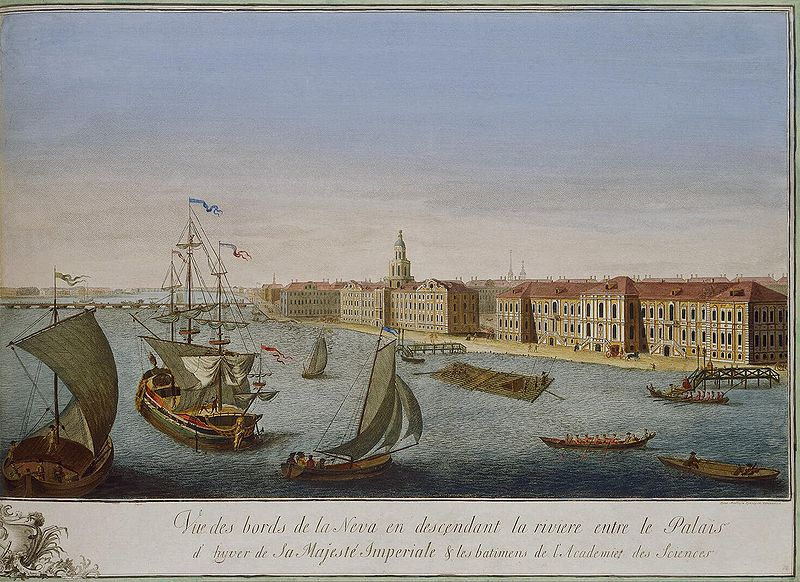 Vüe des bords de la Neva en descendant la riviere entre le Palais
d'hyver de Sa Majesté Imperiale & les batimens de l'Academie des Sciences